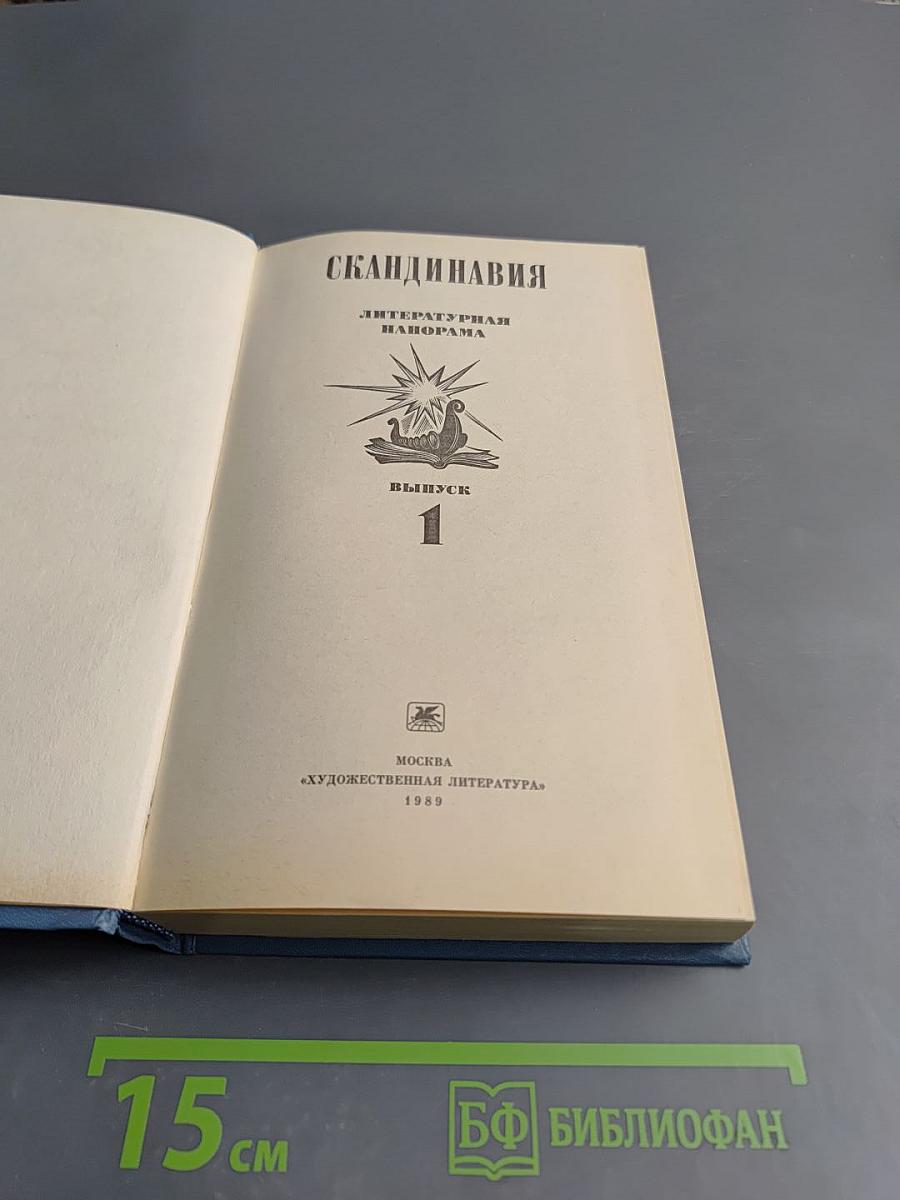 СКАНДИНАВИЯ
ЛИТЕРАТУРНАЯ
ПАНОРАМА
ВЫПУСК
1
МОСКВА
«ХУДОЖЕСТВЕННАЯ ЛИТЕРАТУРА»
1989
15 см
БФ БИБЛИОФАН